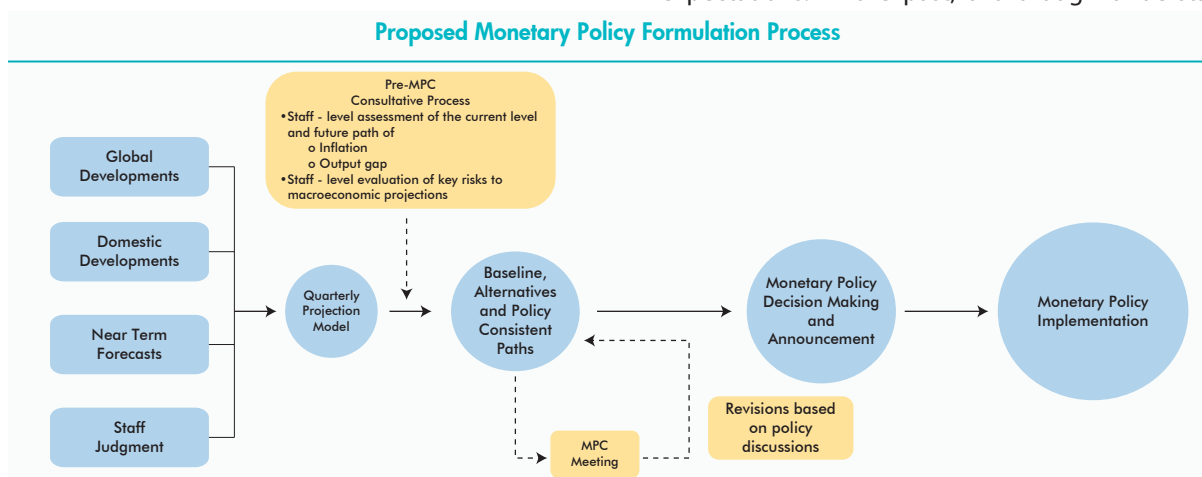 Proposed Monetary Policy Formulation Process
Pre-MPC
Consultative Process
•Staff - level assessment of the current level
and future path of
o Inflation
o Output gap
•Staff - level evaluation of key risks to
macroeconomic projections
Global
Developments
Domestic
Developments
Near Term
Forecasts
Staff
Judgment
Quarterly
Projection
Model
Baseline,
Alternatives
and Policy
Consistent
Paths
MPC
Meeting
Revisions based
on policy
discussions
Monetary Policy
Decision Making
and
Announcement
Monetary Policy
Implementation